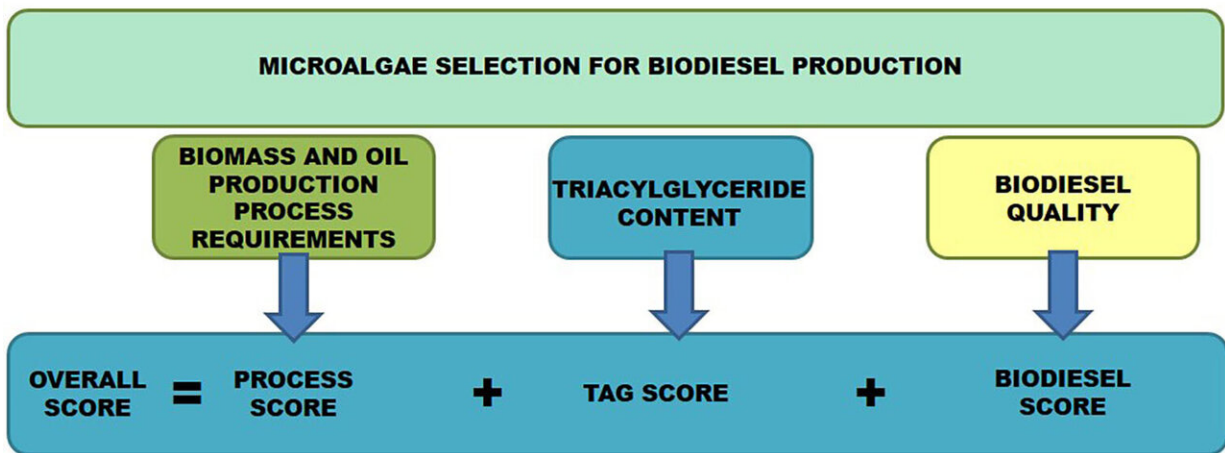 MICROALGAE SELECTION FOR BIODIESEL PRODUCTION
BIOMASS AND OIL
PRODUCTION
PROCESS
REQUIREMENTS
TRIACYLGLYCERIDE
CONTENT
BIODIESEL
QUALITY
OVERALL
SCORE
=
PROCESS
SCORE
+
TAG SCORE
+
BIODIESEL
SCORE